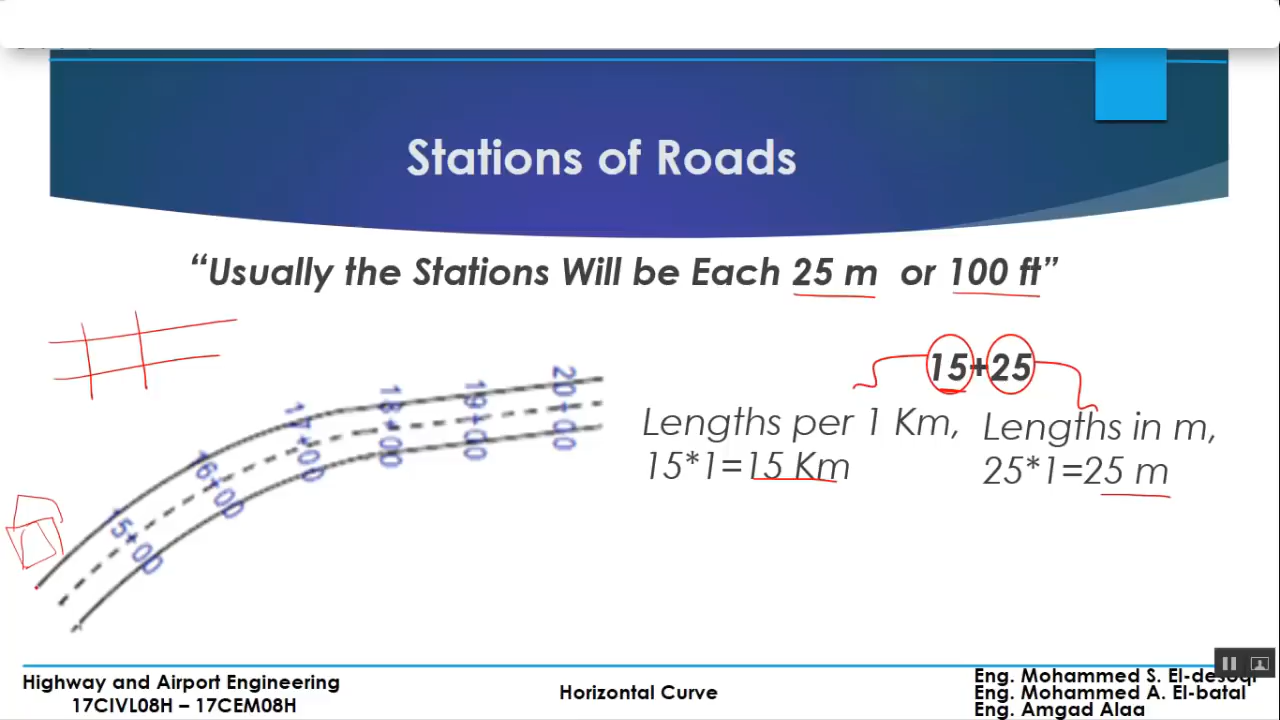 Stations of Roads
“Usually the Stations Will be Each 25 m or 100 ft”
15+25
Lengths per 1 Km,
15*1=15 Km
Lengths in m,
25*1=25 m
15+00
16+00
17+00
18+00
19+00
20+00
Highway and Airport Engineering
17CIVL08H – 17CEM08H
Horizontal Curve
Eng. Mohammed S. El-desuqi
Eng. Mohammed A. El-batal
Eng. Amgad Alaa